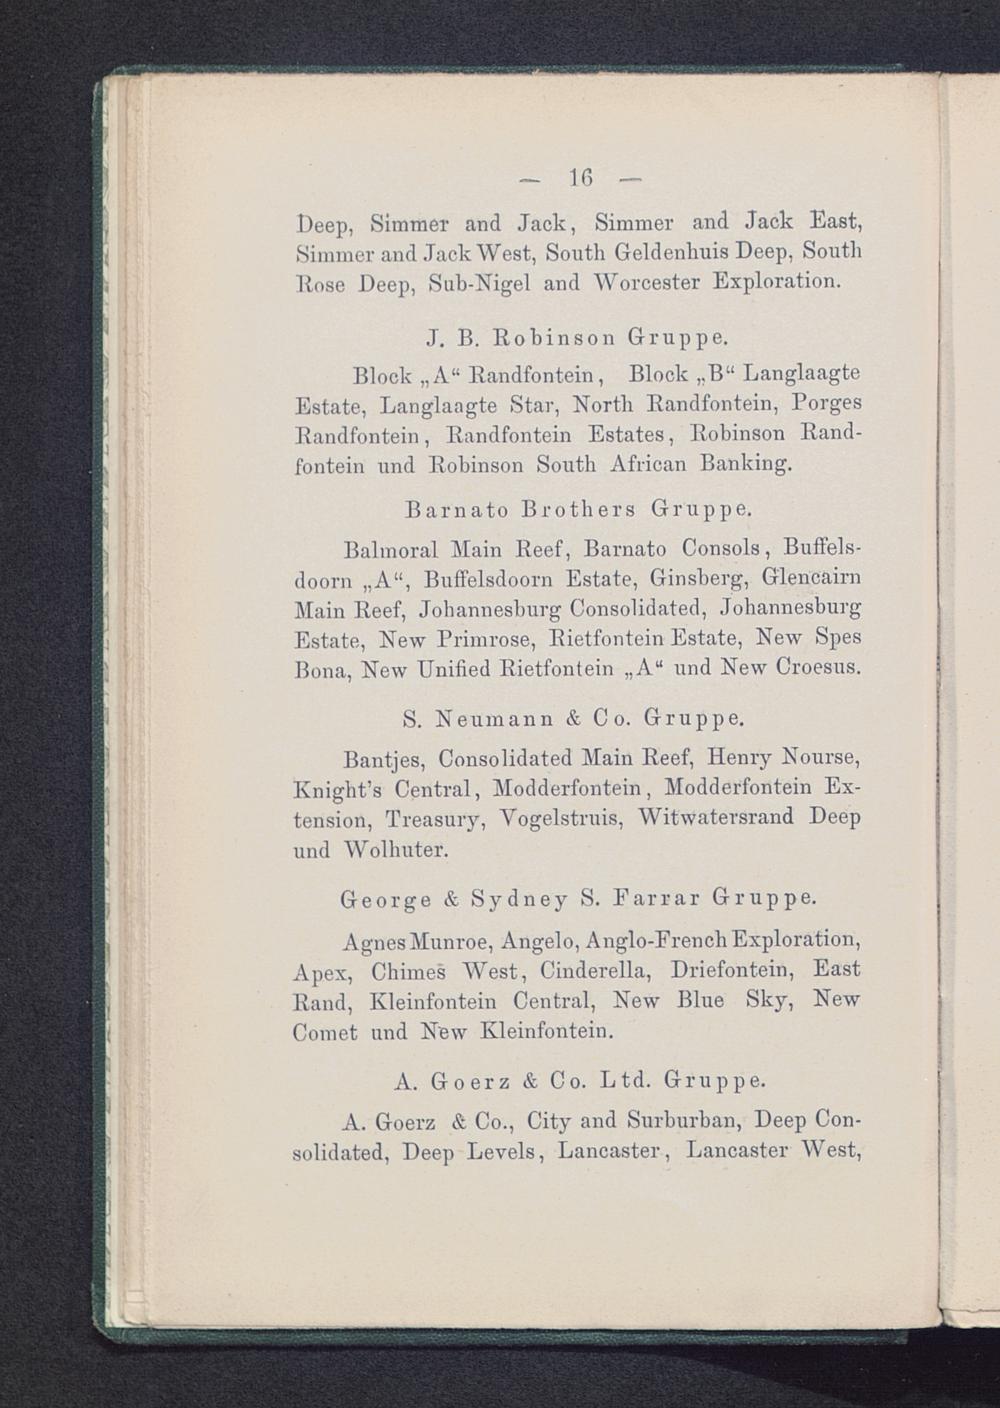 — 16 —
Deep, Simmer and Jack, Simmer and Jack East,
Simmer and Jack West, South Geldenhuis Deep, South
Rose Deep, Sub-Nigel and Worcester Exploration.
J. B. Robinson Gruppe.
Block „A“ Randfontein, Block „B“ Langlaagte
Estate, Langlaagte Star, North Randfontein, Porges
Randfontein, Randfontein Estates, Robinson Rand-
fontein und Robinson South African Banking.
Barnato Brothers Gruppe.
Balmoral Main Reef, Barnato Consols, Buffels-
doorn „A“, Buffelsdoorn Estate, Ginsberg, Glencairn
Main Reef, Johannesburg Consolidated, Johannesburg
Estate, New Primrose, Rietfontein Estate, New Spes
Bona, New Unified Rietfontein „A“ und New Croesus.
S. Neumann & Co. Gruppe.
Bantjes, Consolidated Main Reef, Henry Nourse,
Knight's Central, Modderfontein, Modderfontein Ex-
tension, Treasury, Vogelstruis, Witwatersrand Deep
und Wolhuter.
George & Sydney S. Farrar Gruppe.
Agnes Munroe, Angelo, Anglo-French Exploration,
Apex, Chimes West, Cinderella, Driefontein, East
Rand, Kleinfontein Central, New Blue Sky, New
Comet und New Kleinfontein.
A. Goerz & Co. Ltd. Gruppe.
A. Goerz & Co., City and Surburban, Deep Con-
solidated, Deep Levels, Lancaster, Lancaster West,